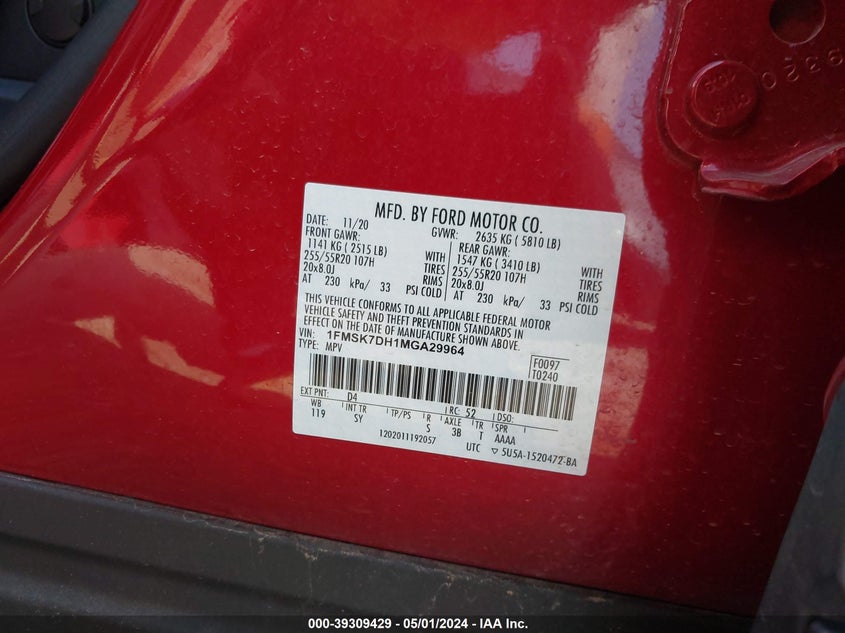 MFD. BY FORD MOTOR CO.
DATE: 11/20 GVWR: 2635 KG ( 5810 LB)
FRONT GAWR: REAR GAWR:
1141 KG ( 2515 LB) WITH 1547 KG ( 3410 LB) WITH
255/55R20 107H TIRES 255/55R20 107H TIRES
20x8.0J RIMS 20x8.0J RIMS
AT 230 kPa/ 33 PSI COLD AT 230 kPa/ 33 PSI COLD
THIS VEHICLE CONFORMS TO ALL APPLICABLE FEDERAL MOTOR
VEHICLE SAFETY AND THEFT PREVENTION STANDARDS IN
EFFECT ON THE DATE OF MANUFACTURE SHOWN ABOVE.
VIN: 1FMSK7DH1MGA29964
TYPE: MPV
F0097
T0240
EXT PNT: D4 RC: 52 DSO:
WB INT TR TP/PS R AXLE TR SPR
119 SY S 3B T AAAA
1202011192057 UTC ▽ 5U5A-1520472-BA
000-39309429 - 05/01/2024 - IAA Inc.